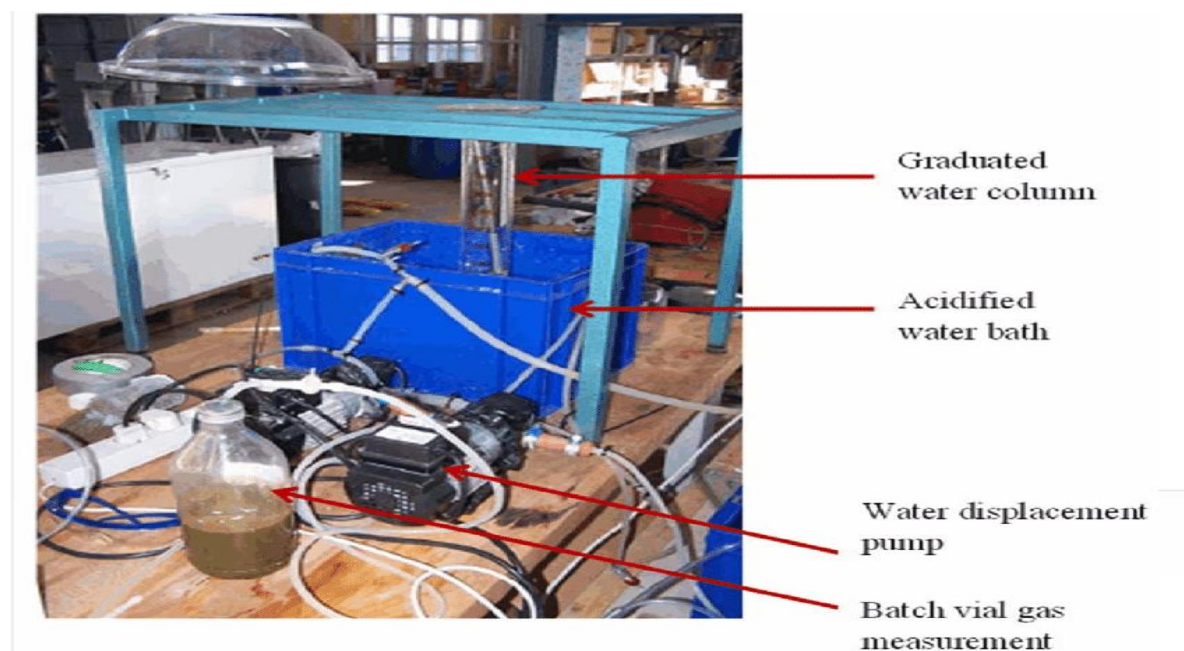 Graduated
water column
Acidified
water bath
Water displacement
pump
Batch vial gas
measurement